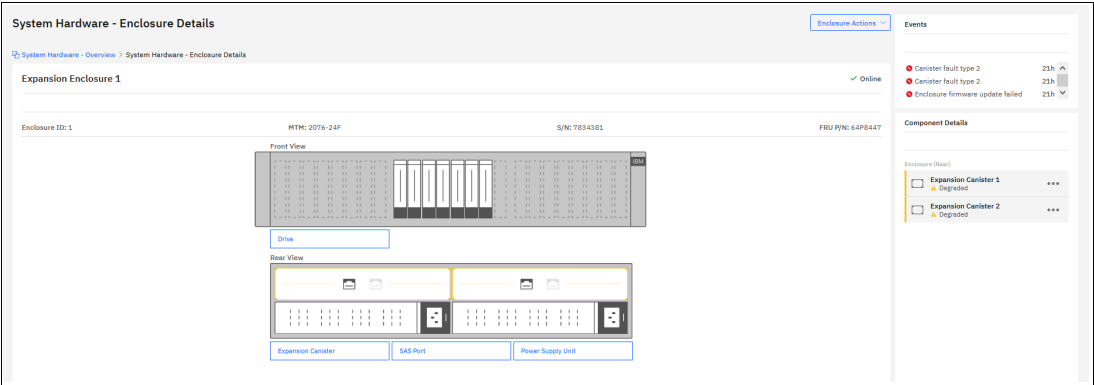 System Hardware - Enclosure Details
Enclosure Actions
System Hardware - Overview > System Hardware - Enclosure Details
Expansion Enclosure 1
Online
Enclosure ID: 1 MTM: 2076-24F S/N: 7834381 FRU P/N: 64P8447
Front View
IBM
Drive
Rear View
Expansion Canister SAS Port Power Supply Unit
Events
Canister fault type 2 21h
Canister fault type 2 21h
Enclosure firmware update failed 21h
Component Details
Enclosure (Rear)
Expansion Canister 1
Degraded
Expansion Canister 2
Degraded